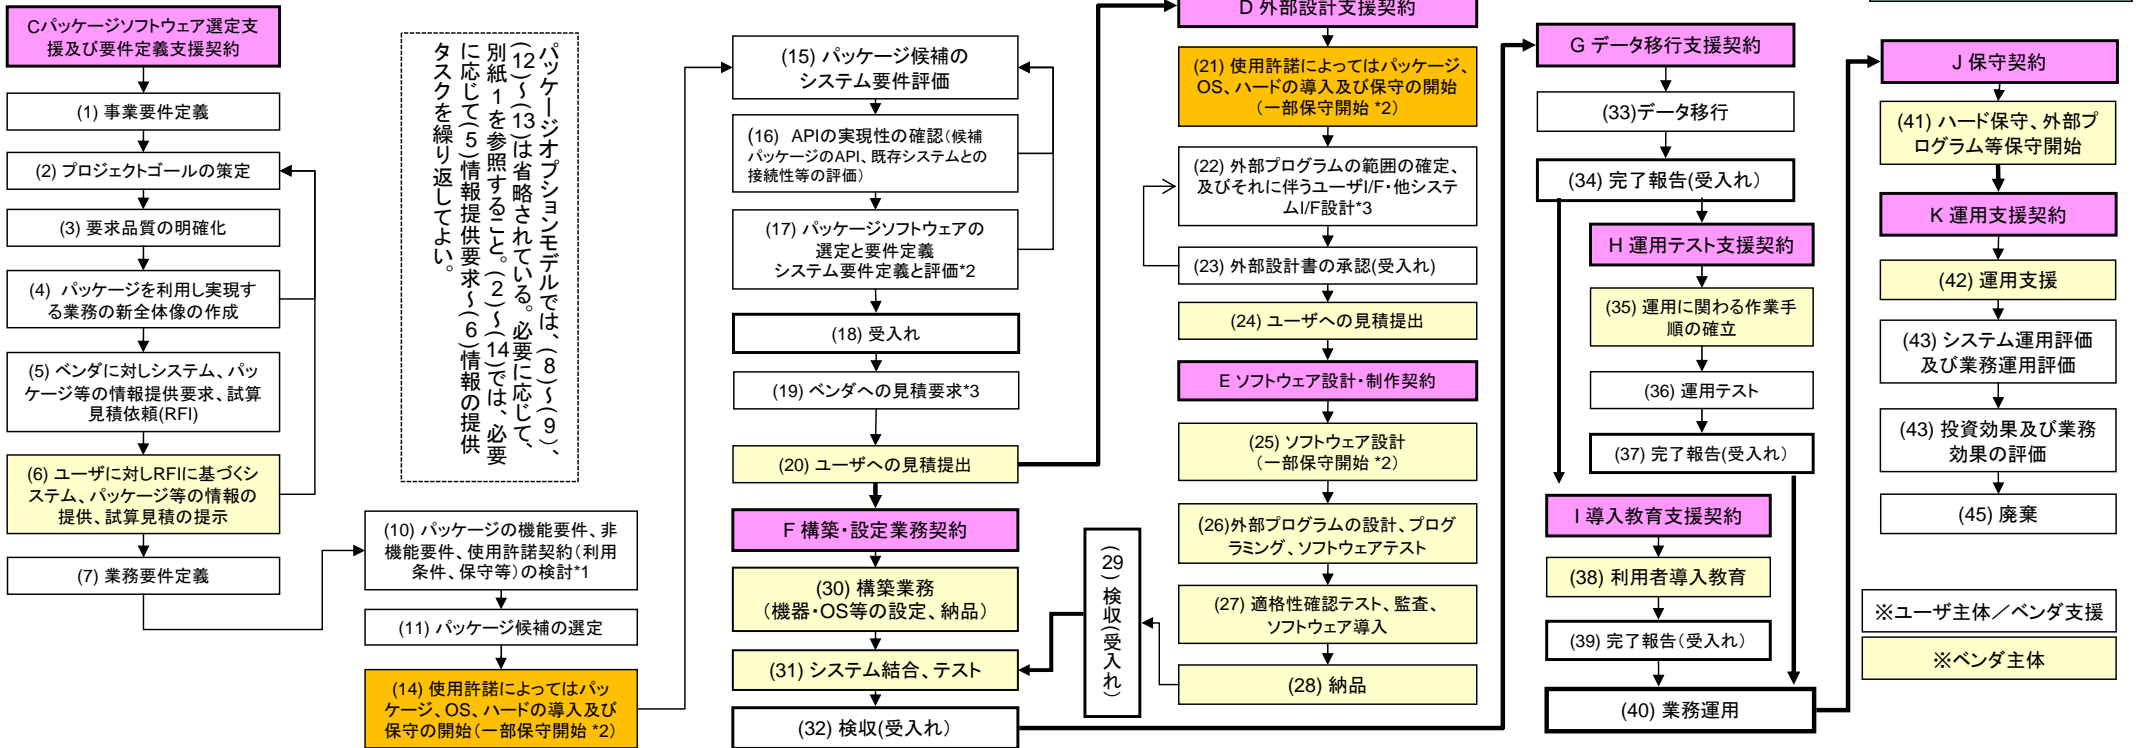 Cパッケージソフトウェア選定支
援及び要件定義支援契約
(1) 事業要件定義
(2) プロジェクトゴールの策定
(3) 要求品質の明確化
(4) パッケージを利用し実現す
る業務の新全体像の作成
(5) ベンダに対しシステム、パッ
ケージ等の情報提供要求、試算
見積依頼(RFI)
(6) ユーザに対しRFIに基づくシ
ステム、パッケージ等の情報の
提供、試算見積の提示
(7) 業務要件定義
パッケージオプションモデルでは、(8)～(9)、
(12)～(13)は省略されている。必要に応じて、
別紙1を参照すること。(2)～(14)では、必要
に応じて(5)情報提供要求～(6)情報の提供
タスクを繰り返してよい。
(10) パッケージの機能要件、非
機能要件、使用許諾契約(利用
条件、保守等)の検討*1
(11) パッケージ候補の選定
(14) 使用許諾によってはパッ
ケージ、OS、ハードの導入及び
保守の開始(一部保守開始 *2)
(15) パッケージ候補の
システム要件評価
(16) APIの実現性の確認(候補
パッケージのAPI、既存システムとの
接続性等の評価)
(17) パッケージソフトウェアの
選定と要件定義
システム要件定義と評価*2
(18) 受入れ
(19) ベンダへの見積要求*3
(20) ユーザへの見積提出
F 構築・設定業務契約
(30) 構築業務
(機器・OS等の設定、納品)
(31) システム結合、テスト
(32) 検収(受入れ)
(29) 検収(受入れ)
D 外部設計支援契約
(21) 使用許諾によってはパッケージ、
OS、ハードの導入及び保守の開始
(一部保守開始 *2)
(22) 外部プログラムの範囲の確定、
及びそれに伴うユーザI/F・他システ
ムI/F設計*3
(23) 外部設計書の承認(受入れ)
(24) ユーザへの見積提出
E ソフトウェア設計・制作契約
(25) ソフトウェア設計
(一部保守開始 *2)
(26)外部プログラムの設計、プログ
ラミング、ソフトウェアテスト
(27) 適格性確認テスト、監査、
ソフトウェア導入
(28) 納品
G データ移行支援契約
(33)データ移行
(34) 完了報告(受入れ)
H 運用テスト支援契約
(35) 運用に関わる作業手
順の確立
(36) 運用テスト
(37) 完了報告(受入れ)
I 導入教育支援契約
(38) 利用者導入教育
(39) 完了報告(受入れ)
(40) 業務運用
J 保守契約
(41) ハード保守、外部プ
ログラム等保守開始
K 運用支援契約
(42) 運用支援
(43) システム運用評価
及び業務運用評価
(43) 投資効果及び業務
効果の評価
(45) 廃棄
※ユーザ主体／ベンダ支援
※ベンダ主体